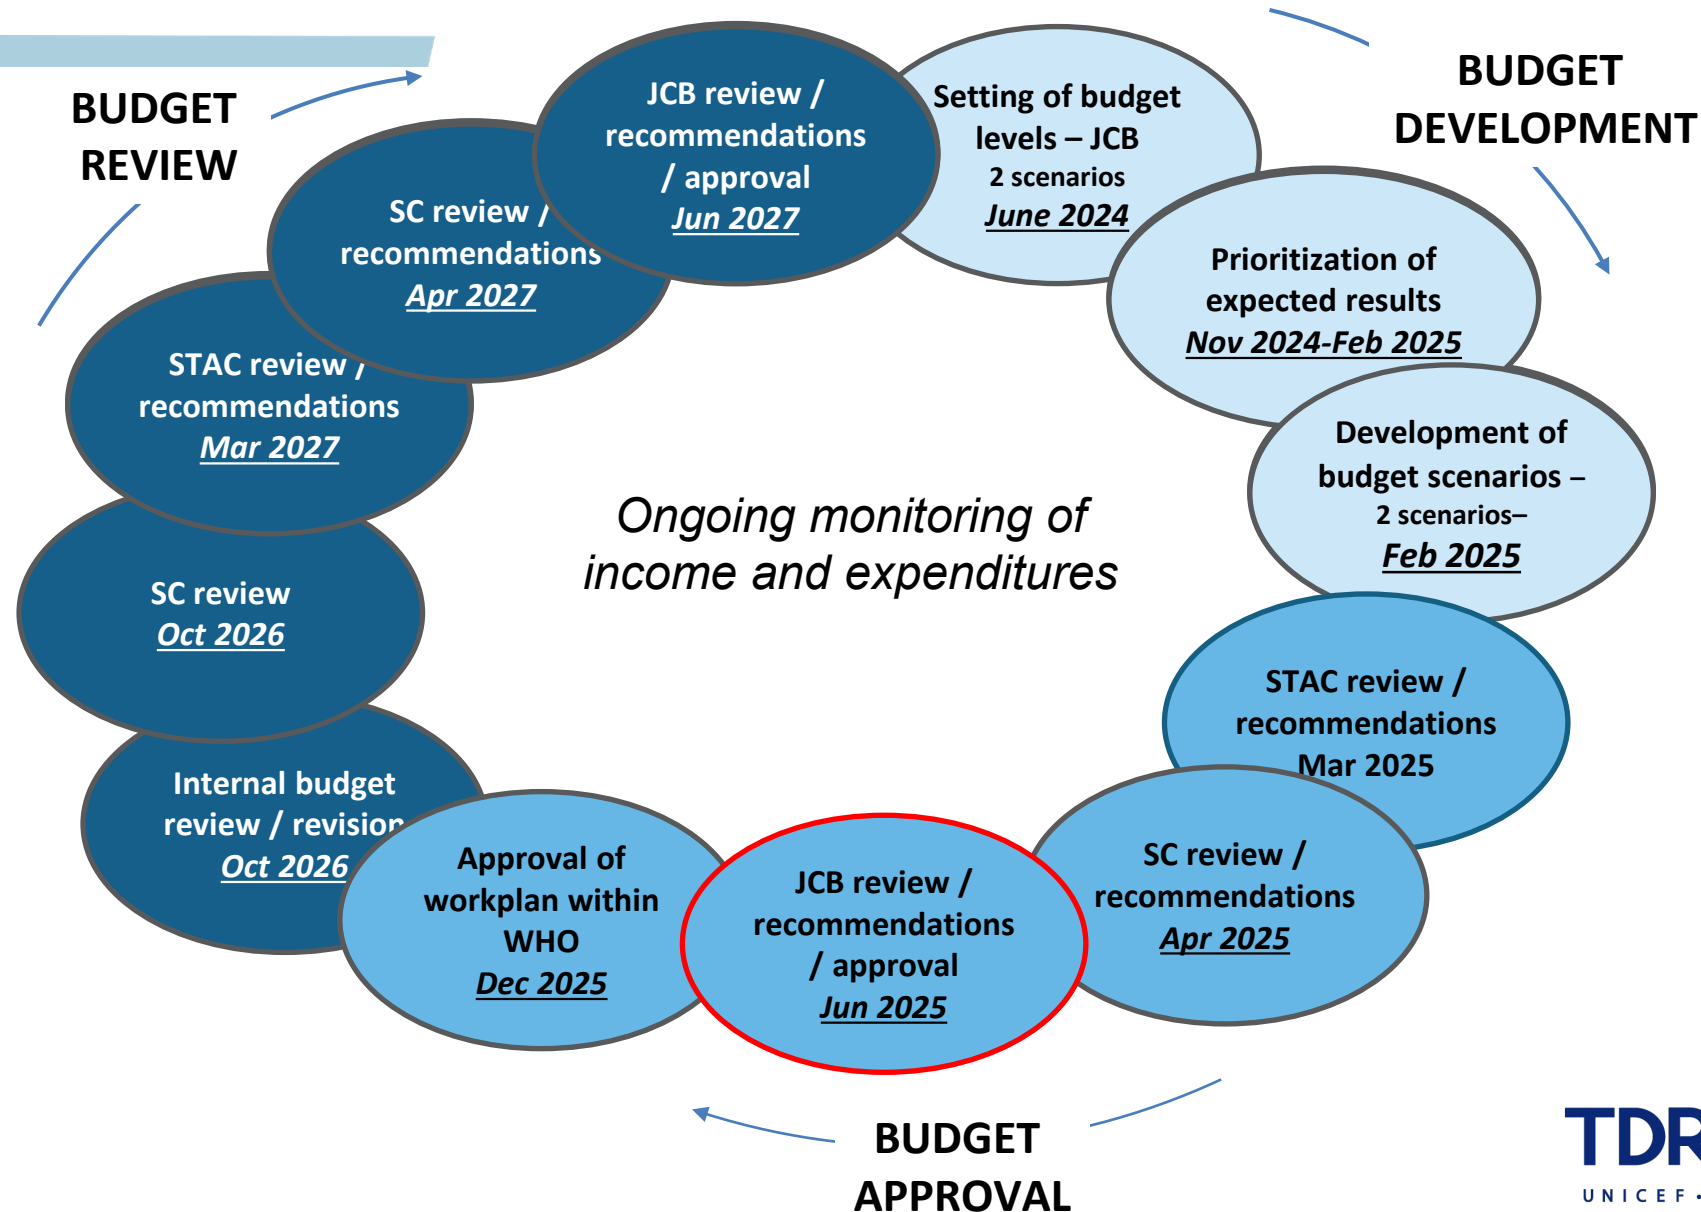 BUDGET
REVIEW
JCB review /
recommendations
/ approval
Jun 2027
Setting of budget
levels – JCB
2 scenarios
June 2024
BUDGET
DEVELOPMENT
SC review /
recommendations
Apr 2027
Prioritization of
expected results
Nov 2024-Feb 2025
STAC review /
recommendations
Mar 2027
Development of
budget scenarios –
2 scenarios–
Feb 2025
Ongoing monitoring of
income and expenditures
SC review
Oct 2026
STAC review /
recommendations
Mar 2025
Internal budget
review / revision
Oct 2026
Approval of
workplan within
WHO
Dec 2025
JCB review /
recommendations
/ approval
Jun 2025
SC review /
recommendations
Apr 2025
BUDGET
APPROVAL
TDR
UNICEF •